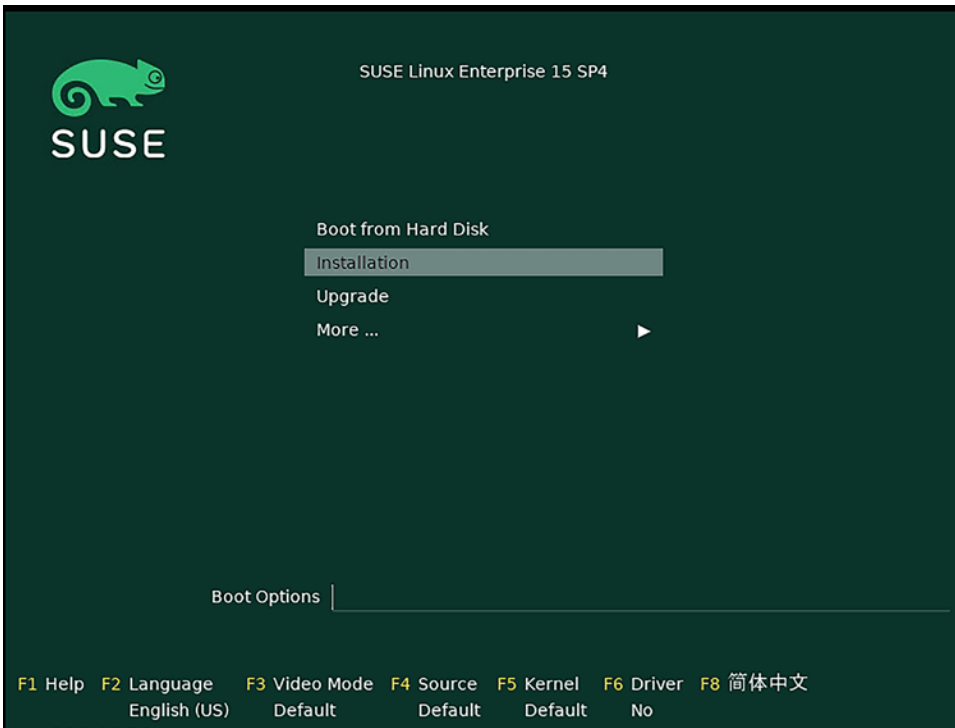 SUSE
SUSE Linux Enterprise 15 SP4
Boot from Hard Disk
Installation
Upgrade
More ...
Boot Options
F1 Help F2 Language F3 Video Mode F4 Source F5 Kernel F6 Driver F8 简体中文
English (US) Default Default Default No